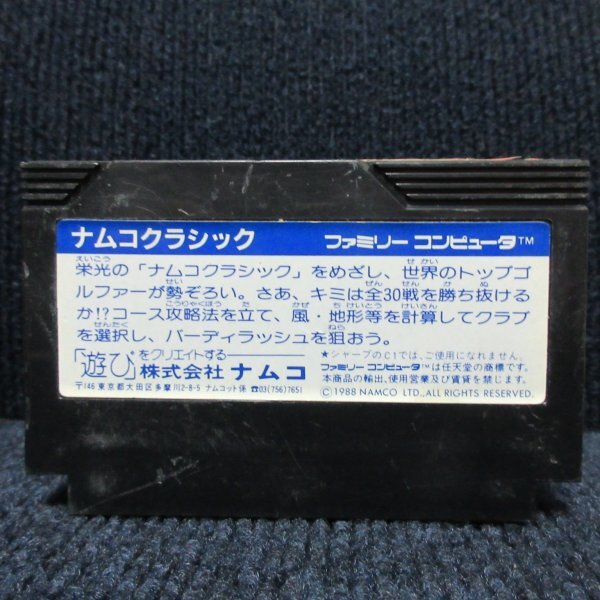 ナムコクラシック ファミリーコンピュータ™
栄光の「ナムコクラシック」をめざし、世界のトップゴ
ルファーが勢ぞろい。さあ、キミは全30戦を勝ち抜ける
か!?コース攻略法を立て、風・地形等を計算してクラブ
を選択し、バーディラッシュを狙おう。
「遊び」をクリエイトする
株式会社ナムコ
〒146 東京都大田区多摩川2-8-5 ナムコット係 ☎03(756)7651
★シャープのC1では、ご使用になれません。
ファミリーコンピュータ™は任天堂の商標です。
本商品の輸出、使用営業及び賃貸を禁じます。
©1988 NAMCO LTD., ALL RIGHTS RESERVED.